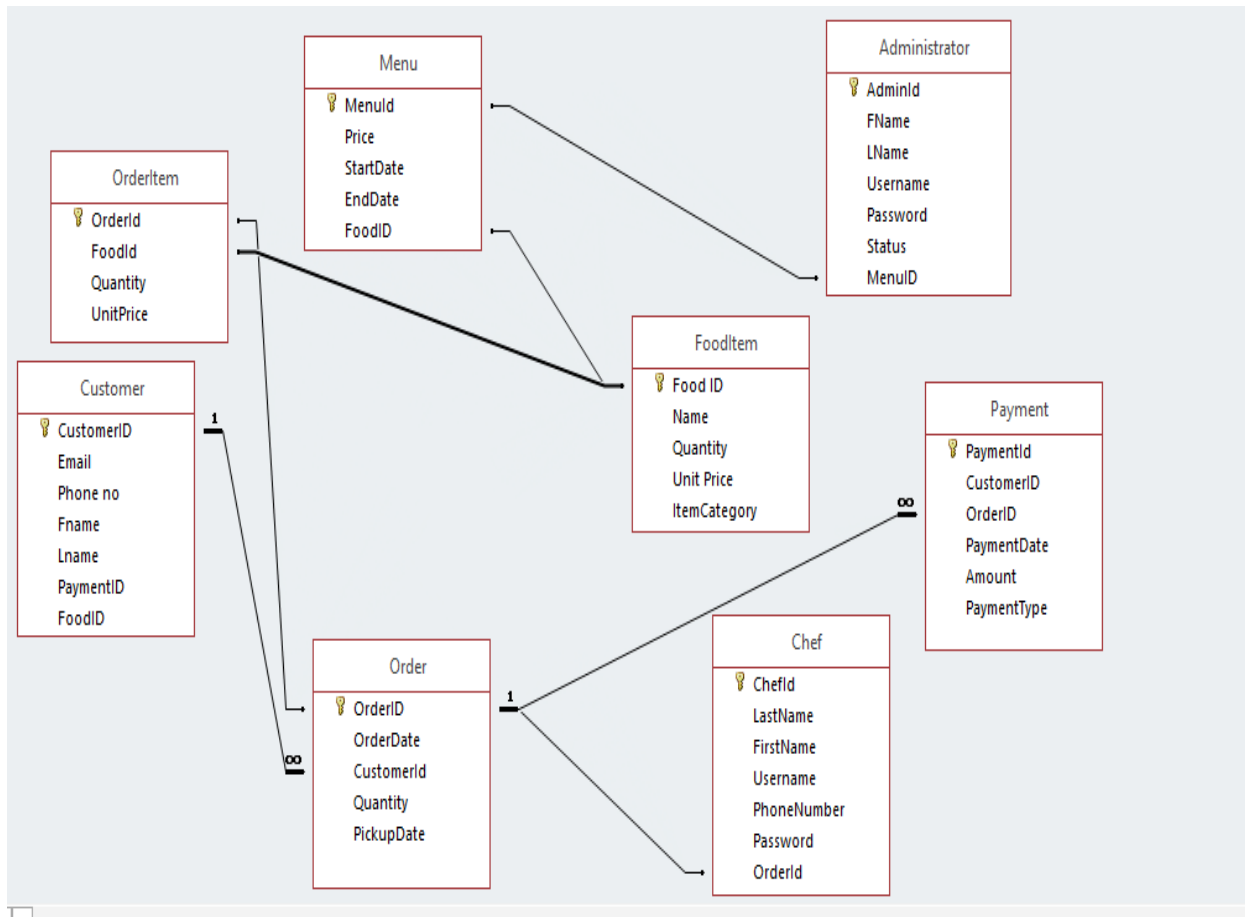 Menu
MenuId
Price
StartDate
EndDate
FoodID
Administrator
AdminId
FName
LName
Username
Password
Status
MenuID
OrderItem
OrderId
FoodId
Quantity
UnitPrice
FoodItem
Food ID
Name
Quantity
Unit Price
ItemCategory
Customer
CustomerID
Email
Phone no
Fname
Lname
PaymentID
FoodID
1
∞
Payment
PaymentId
CustomerID
OrderID
PaymentDate
Amount
PaymentType
∞
Order
OrderID
OrderDate
CustomerId
Quantity
PickupDate
1
Chef
ChefId
LastName
FirstName
Username
PhoneNumber
Password
OrderId